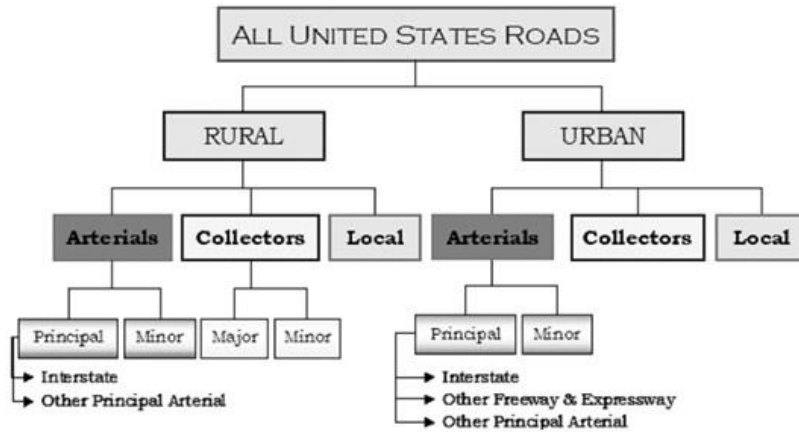 ALL UNITED STATES ROADS
RURAL
URBAN
Arterials
Collectors
Local
Arterials
Collectors
Local
Principal
Minor
Major
Minor
Principal
Minor
Interstate
Other Principal Arterial
Interstate
Other Freeway & Expressway
Other Principal Arterial